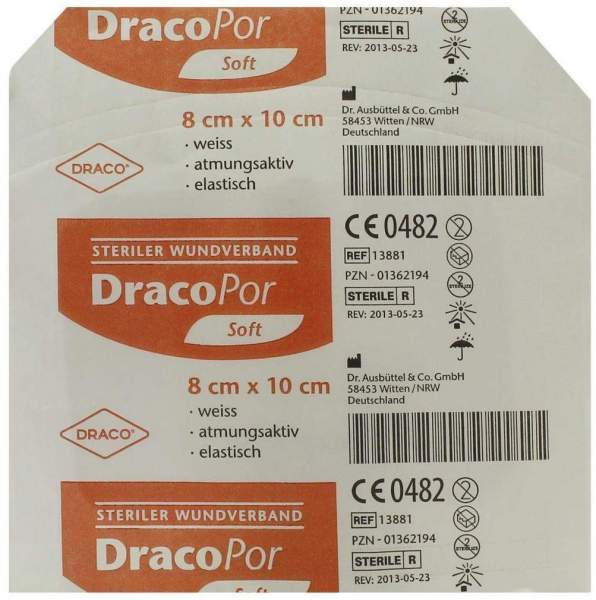 DracoPor
Soft
PZN - 01362194
STERILE R
REV: 2013-05-23
8 cm x 10 cm
· weiss
· atmungsaktiv
· elastisch
DRACO®
Dr. Ausbüttel & Co. GmbH
58453 Witten/NRW
Deutschland
STERILER WUNDVERBAND
DracoPor
Soft
CE 0482
REF 13881
PZN - 01362194
STERILE R
REV: 2013-05-23
8 cm x 10 cm
· weiss
· atmungsaktiv
· elastisch
DRACO®
Dr. Ausbüttel & Co. GmbH
58453 Witten/NRW
Deutschland
STERILER WUNDVERBAND
DracoPor
Soft
CE 0482
REF 13881
PZN - 01362194
STERILE R
REV: 2013-05-23